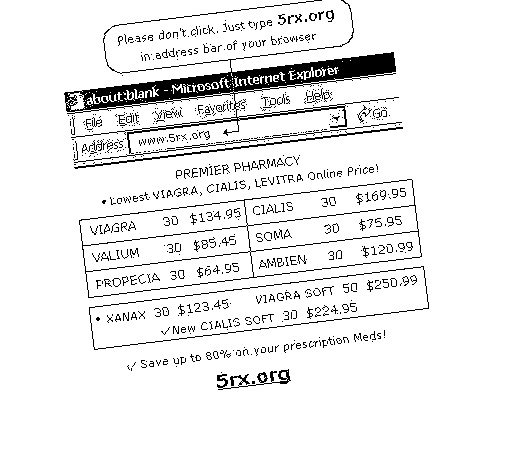 Please don't click. Just type 5rx.org
in address bar of your browser
about:blank - Microsoft Internet Explorer
File Edit View Favorites Tools Help
Address www.5rx.org Go
PREMIER PHARMACY
• Lowest VIAGRA, CIALIS, LEVITRA Online Price!
VIAGRA 30 $134.95 CIALIS 30 $169.95
VALIUM 30 $85.45 SOMA 30 $75.95
PROPECIA 30 $64.95 AMBIEN 30 $120.99
• XANAX 30 $123.45 VIAGRA SOFT 50 $250.99
✓New CIALIS SOFT 30 $224.95
✓ Save up to 80% on your prescription Meds!
5rx.org